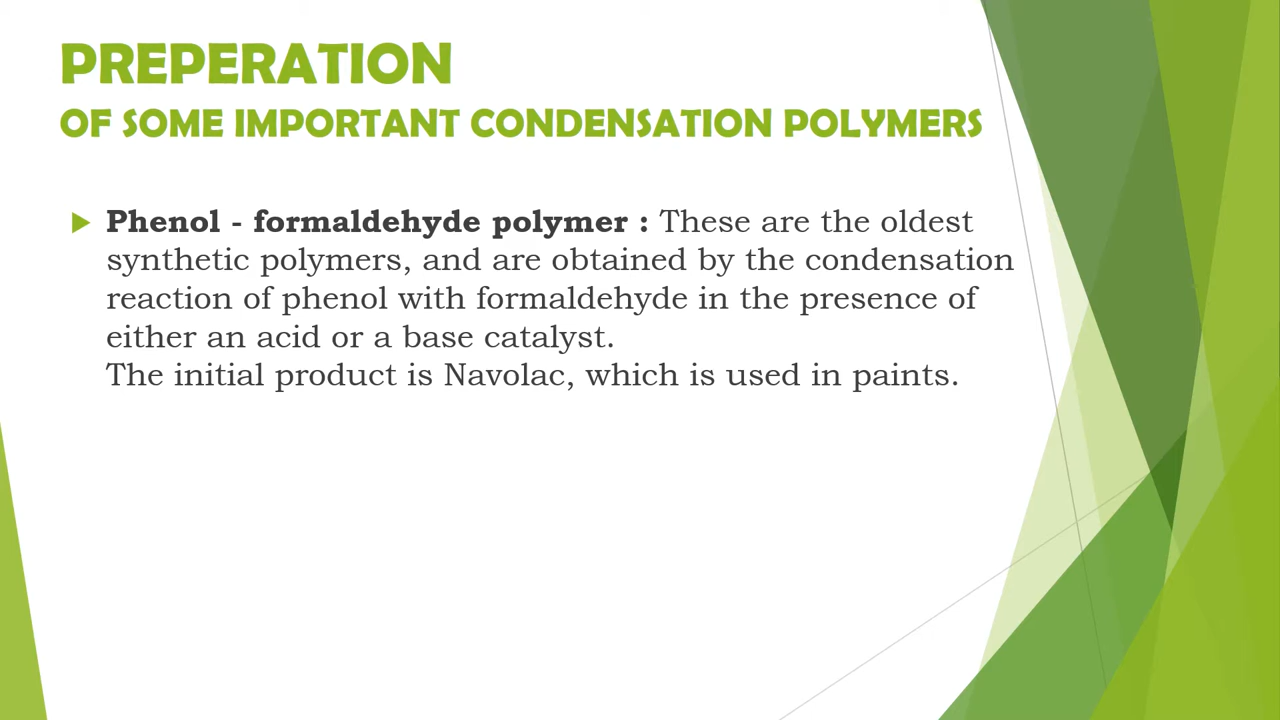 PREPERATION
OF SOME IMPORTANT CONDENSATION POLYMERS
Phenol - formaldehyde polymer : These are the oldest
synthetic polymers, and are obtained by the condensation
reaction of phenol with formaldehyde in the presence of
either an acid or a base catalyst.
The initial product is Navolac, which is used in paints.